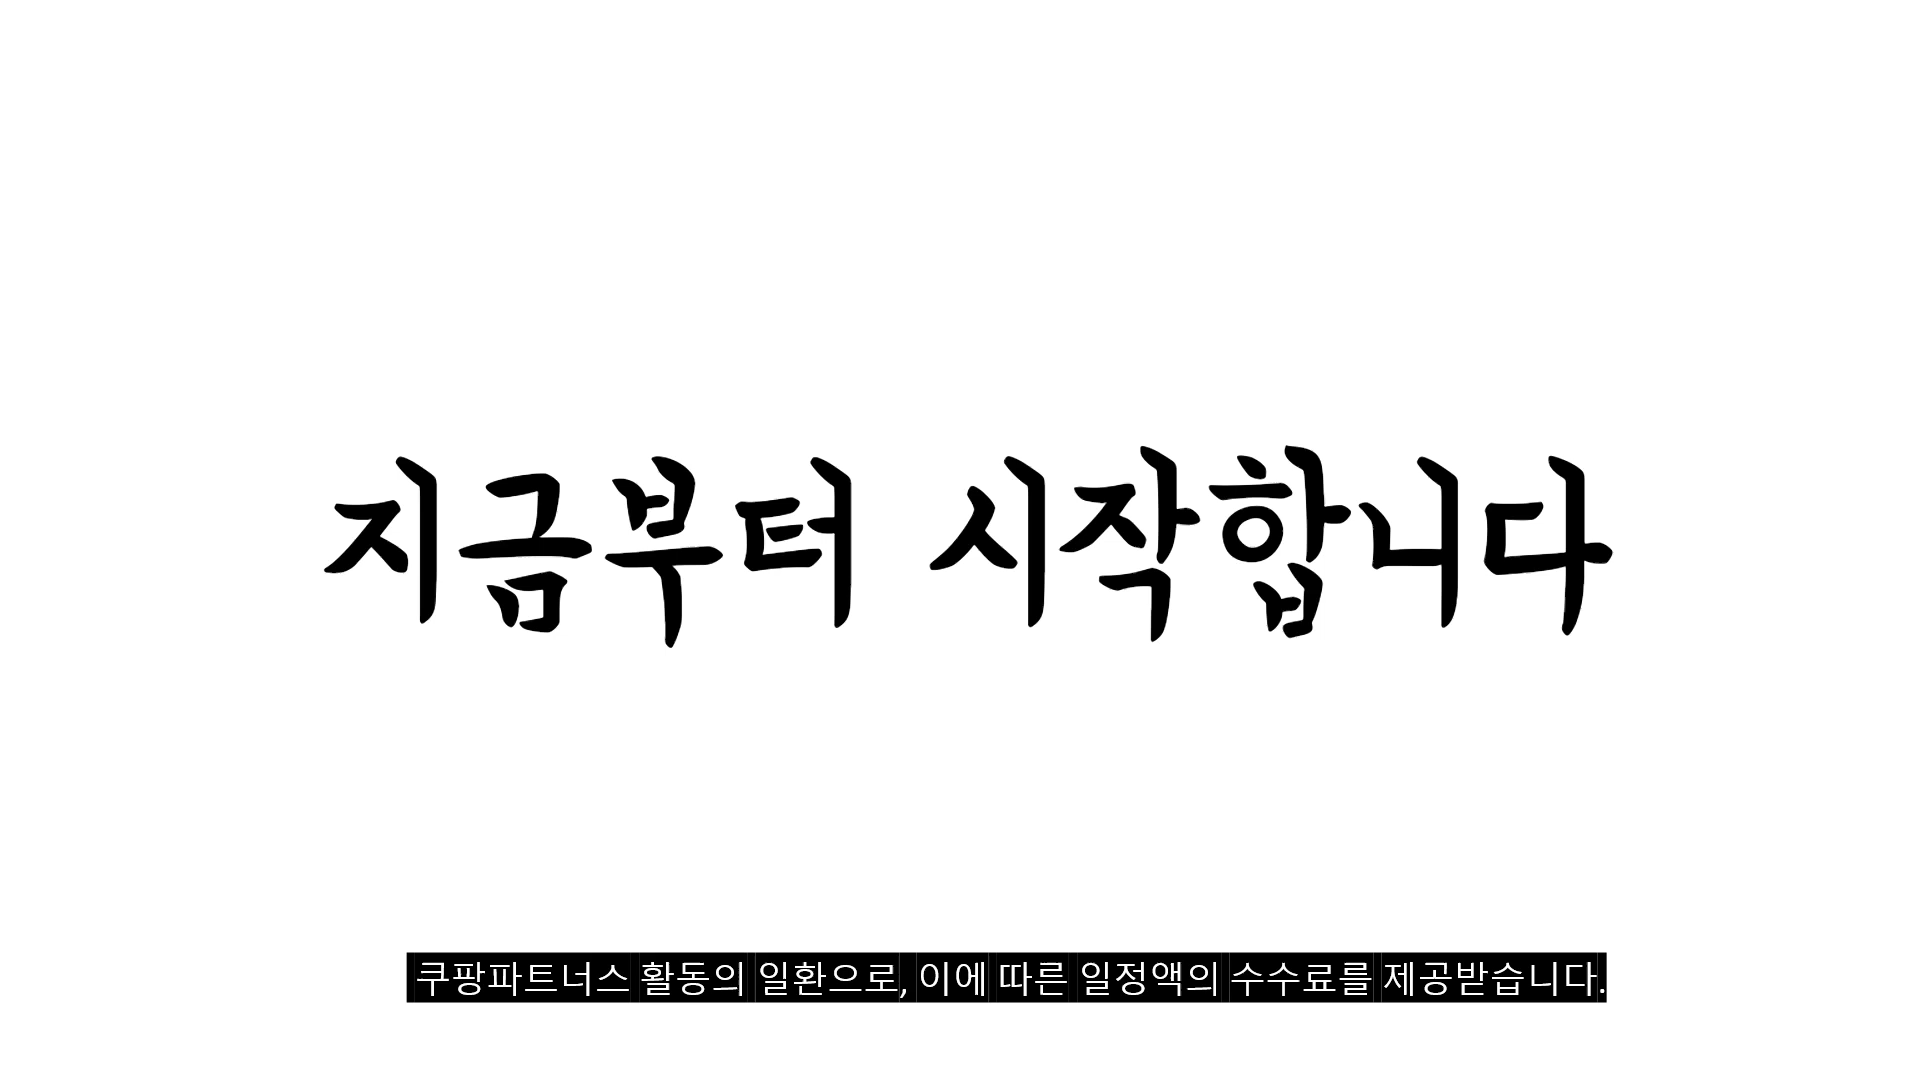 지금부터 시작합니다
쿠팡파트너스 활동의 일환으로, 이에 따른 일정액의 수수료를 제공받습니다.